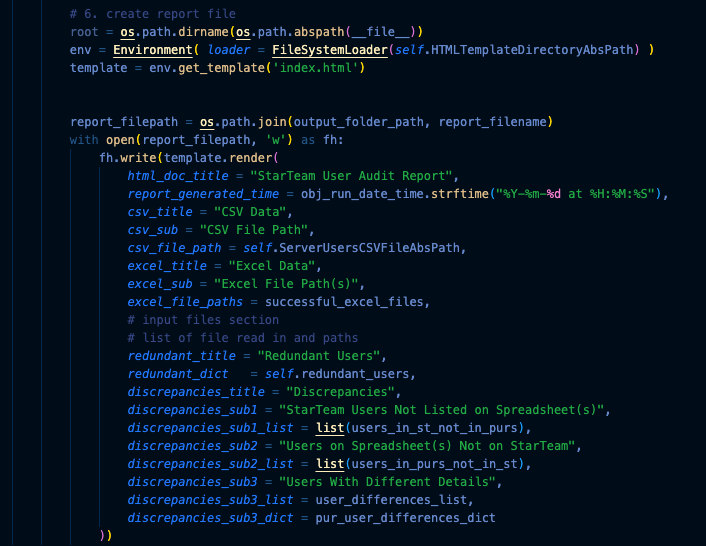 # 6. create report file
root = os.path.dirname(os.path.abspath(__file__))
env = Environment( loader = FileSystemLoader(self.HTMLTemplateDirectoryAbsPath) )
template = env.get_template('index.html')
report_filepath = os.path.join(output_folder_path, report_filename)
with open(report_filepath, 'w') as fh:
fh.write(template.render(
html_doc_title = "StarTeam User Audit Report",
report_generated_time = obj_run_date_time.strftime("%Y-%m-%d at %H:%M:%S"),
csv_title = "CSV Data",
csv_sub = "CSV File Path",
csv_file_path = self.ServerUsersCSVFileAbsPath,
excel_title = "Excel Data",
excel_sub = "Excel File Path(s)",
excel_file_paths = successful_excel_files,
# input files section
# list of file read in and paths
redundant_title = "Redundant Users",
redundant_dict   = self.redundant_users,
discrepancies_title = "Discrepancies",
discrepancies_sub1 = "StarTeam Users Not Listed on Spreadsheet(s)",
discrepancies_sub1_list = list(users_in_st_not_in_purs),
discrepancies_sub2 = "Users on Spreadsheet(s) Not on StarTeam",
discrepancies_sub2_list = list(users_in_purs_not_in_st),
discrepancies_sub3 = "Users With Different Details",
discrepancies_sub3_list = user_differences_list,
discrepancies_sub3_dict = pur_user_differences_dict
))